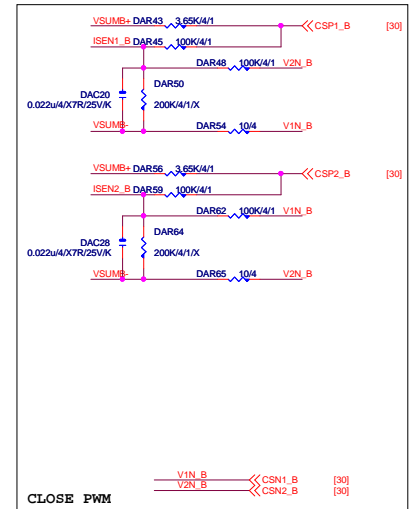 VSUMB+ DAR43 3.65K/4/1 CSP1_B [30]
ISEN1_B DAR45 100K/4/1
DAR48 100K/4/1 V2N_B
DAR50
DAC20
0.022u/4/X7R/25V/K 200K/4/1/X
VSUMB- DAR54 10/4 V1N_B
VSUMB+ DAR56 3.65K/4/1 CSP2_B [30]
ISEN2_B DAR59 100K/4/1
DAR62 100K/4/1 V1N_B
DAR64
DAC28
0.022u/4/X7R/25V/K 200K/4/1/X
VSUMB- DAR65 10/4 V2N_B
V1N_B CSN1_B [30]
V2N_B CSN2_B [30]
CLOSE PWM